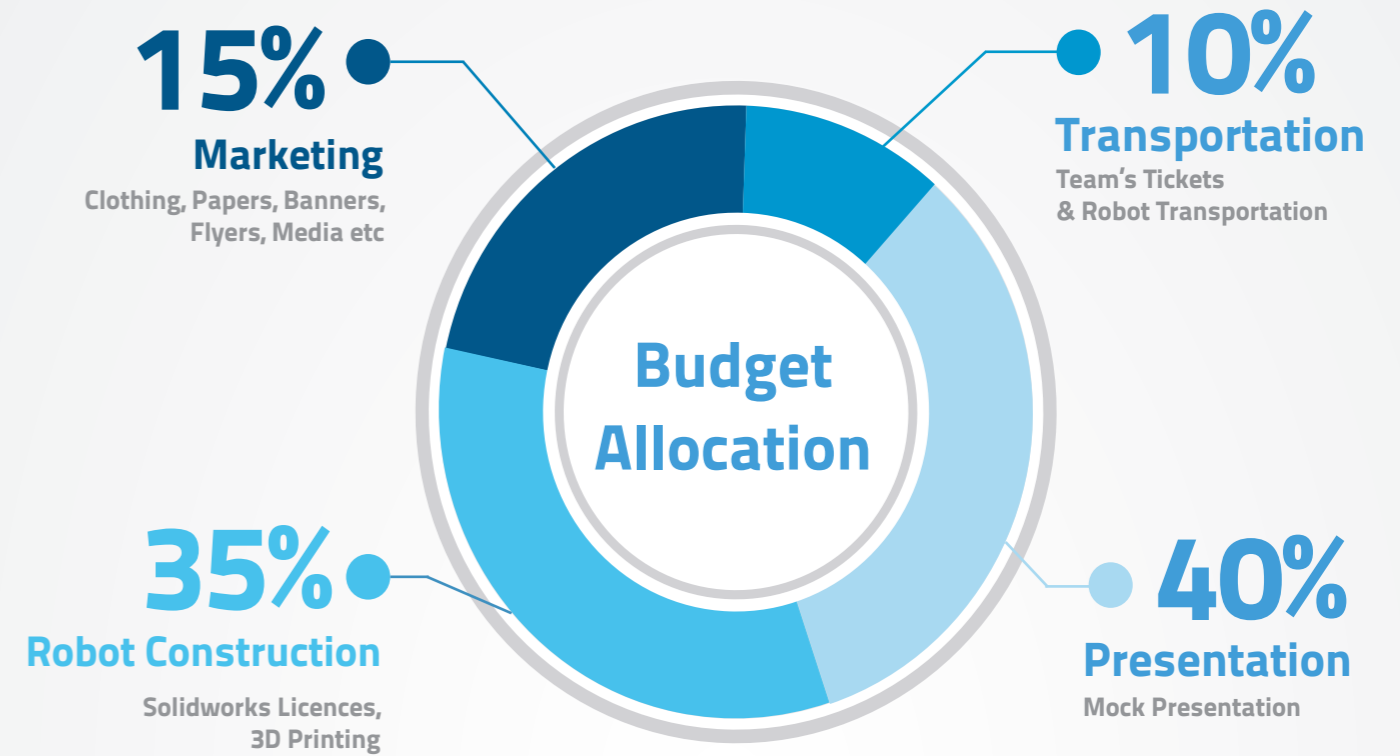 15%
Marketing
Clothing, Papers, Banners,
Flyers, Media etc
10%
Transportation
Team's Tickets
& Robot Transportation
Budget
Allocation
35%
Robot Construction
Solidworks Licences,
3D Printing
40%
Presentation
Mock Presentation